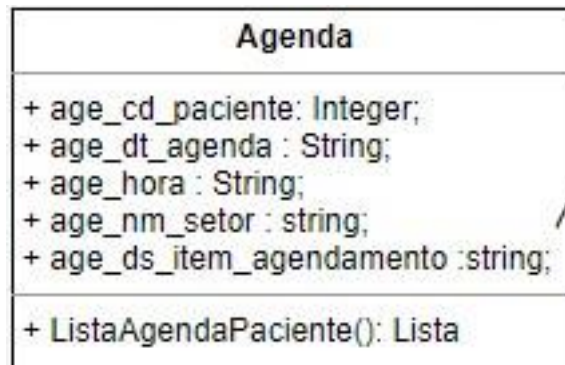 Agenda
+ age_cd_paciente: Integer;
+ age_dt_agenda : String;
+ age_hora : String;
+ age_nm_setor : string;
+ age_ds_item_agendamento :string;
+ ListaAgendaPaciente(): Lista